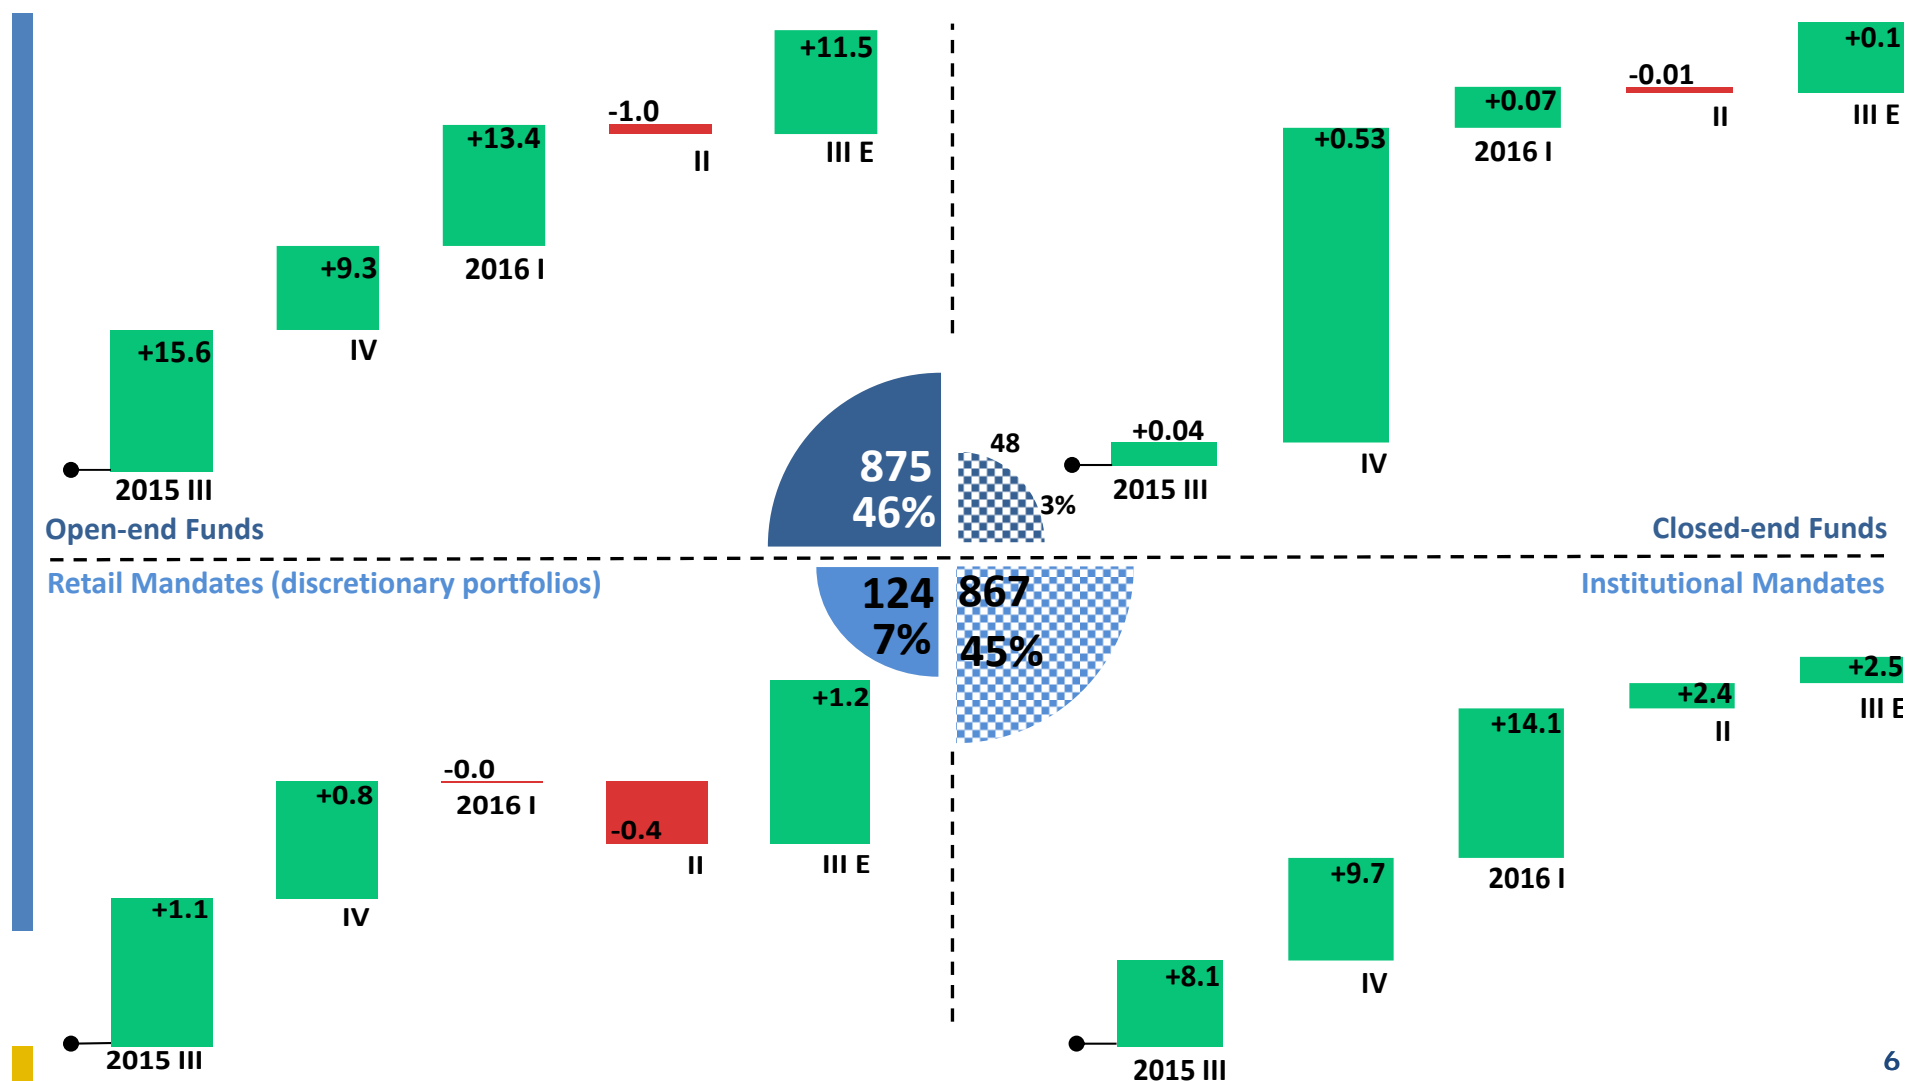 +11.5
-1.0
+13.4
III E
II
+9.3
2016 I
+15.6
IV
2015 III
Open-end Funds
875
46%
+0.1
-0.01
+0.07
III E
II
+0.53
2016 I
+0.04
IV
2015 III
48
3%
Closed-end Funds
Retail Mandates (discretionary portfolios)
124
7%
+1.2
-0.0
+0.8
2016 I
-0.4
II
III E
+1.1
IV
2015 III
867
45%
Institutional Mandates
+2.5
+2.4
III E
+14.1
II
+9.7
2016 I
+8.1
IV
2015 III
6